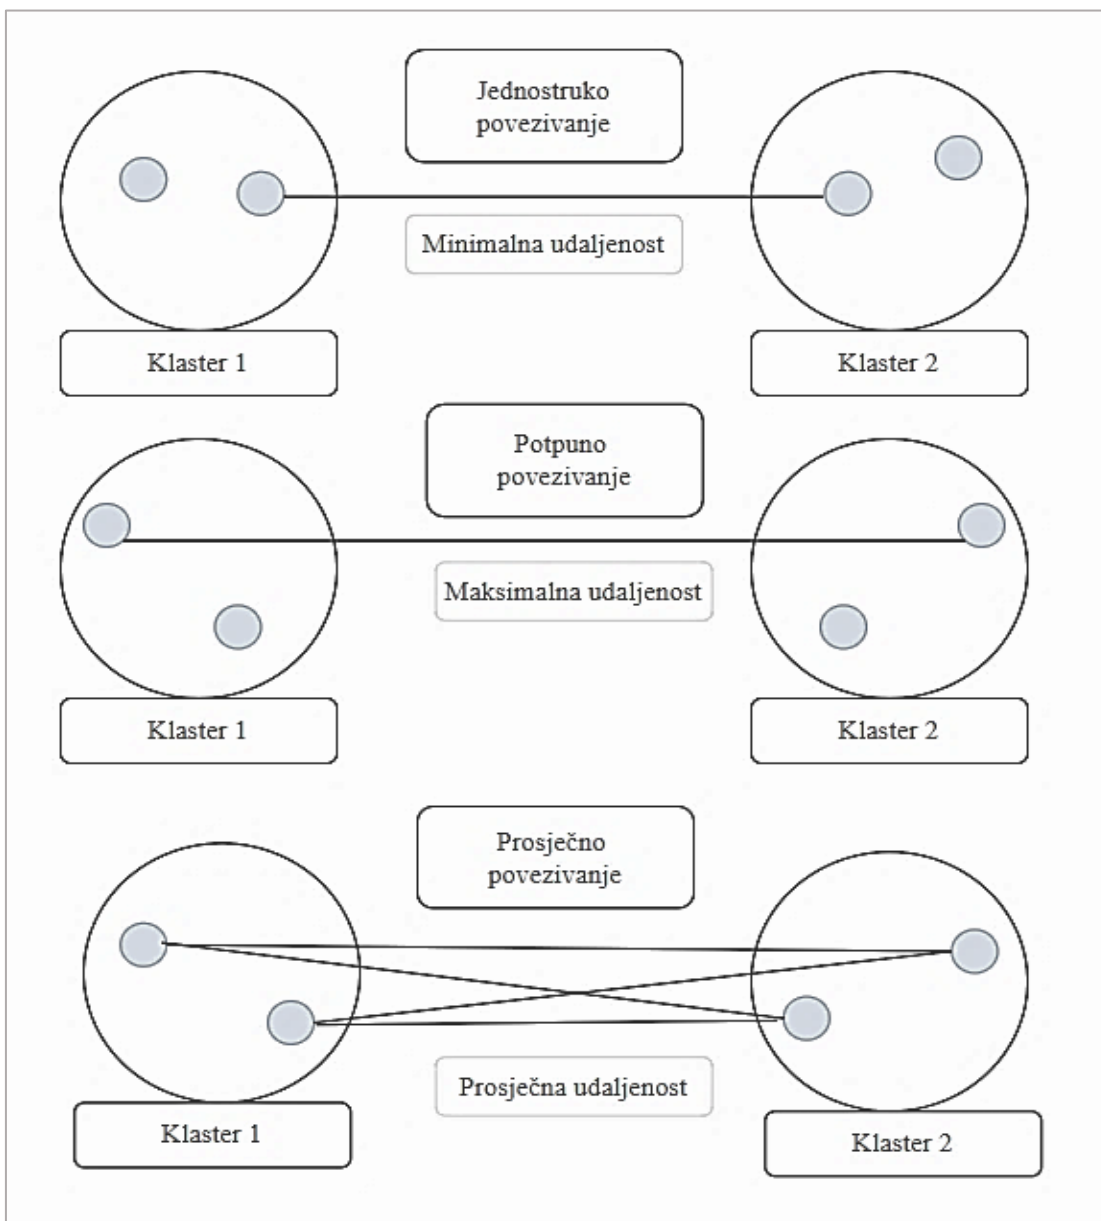 Jednostruko
povezivanje
Minimalna udaljenost
Klaster 1
Klaster 2
Potpuno
povezivanje
Maksimalna udaljenost
Klaster 1
Klaster 2
Prosječno
povezivanje
Prosječna udaljenost
Klaster 1
Klaster 2